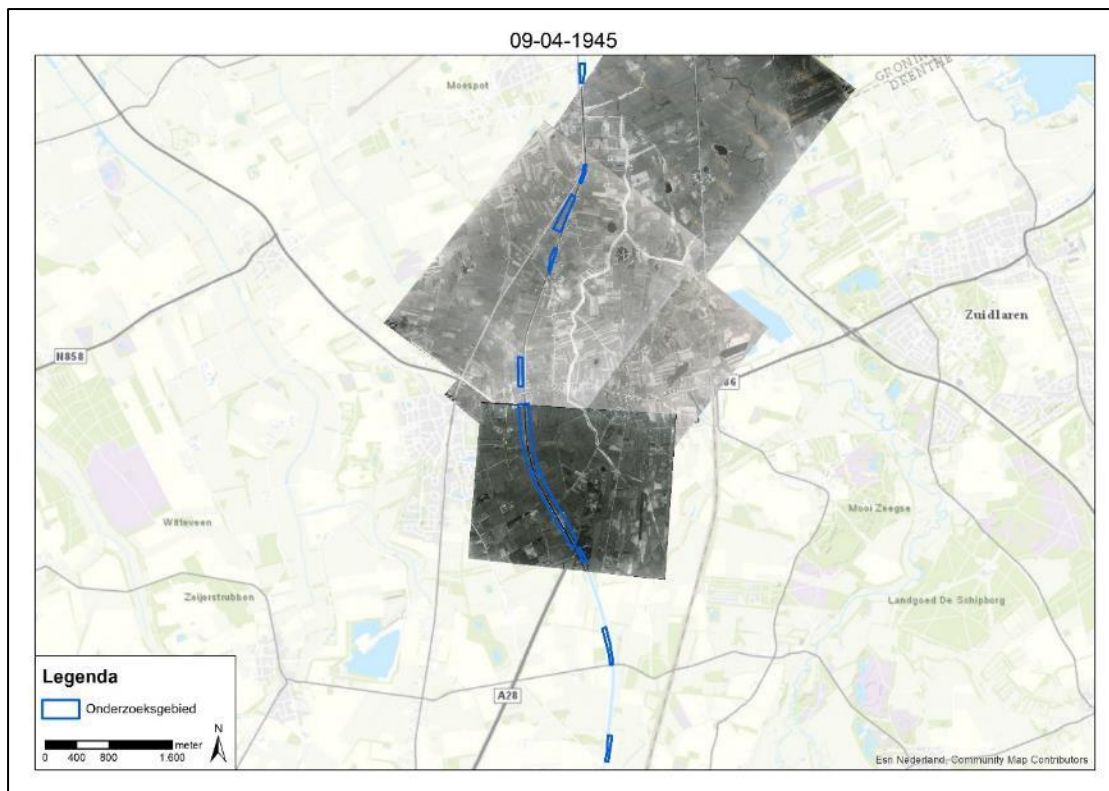 09-04-1945
GRONINGEN
DRENTHE
Moespot
Zuidlaren
N858
Mooi Zeegse
Witteveen
Zeijerstrubben
Landgoed De Schipborg
Legenda
Onderzoeksgebied
N
meter
0 400 800 1.600
A28
Esri Nederland, Community Map Contributors